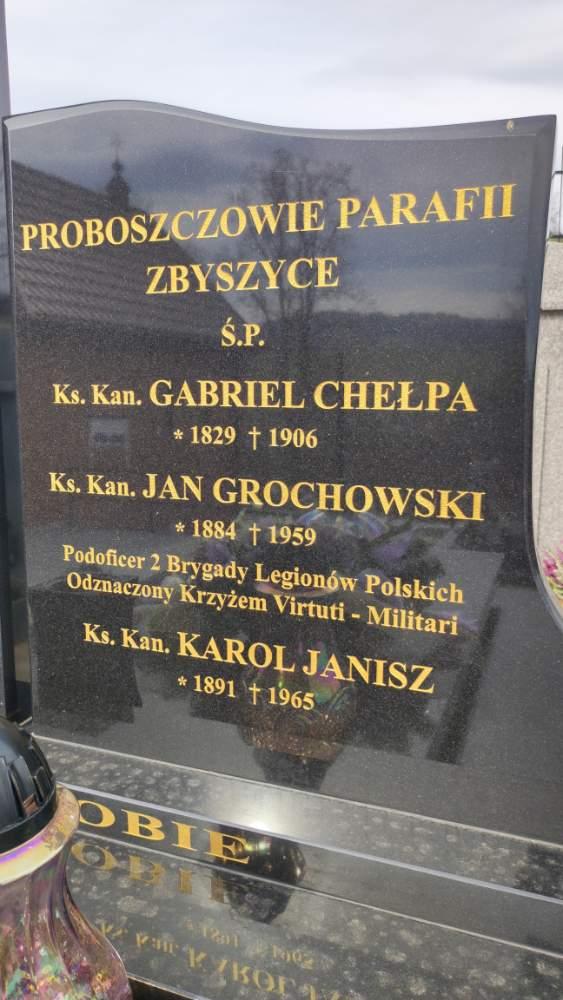 PROBOSZCZOWIE PARAFII
ZBYSZYCE
Ś.P.
Ks. Kan. GABRIEL CHEŁPA
* 1829 † 1906
Ks. Kan. JAN GROCHOWSKI
* 1884 † 1959
Podoficer 2 Brygady Legionów Polskich
Odznaczony Krzyżem Virtuti - Militari
Ks. Kan. KAROL JANISZ
* 1891 † 1965
OBIE